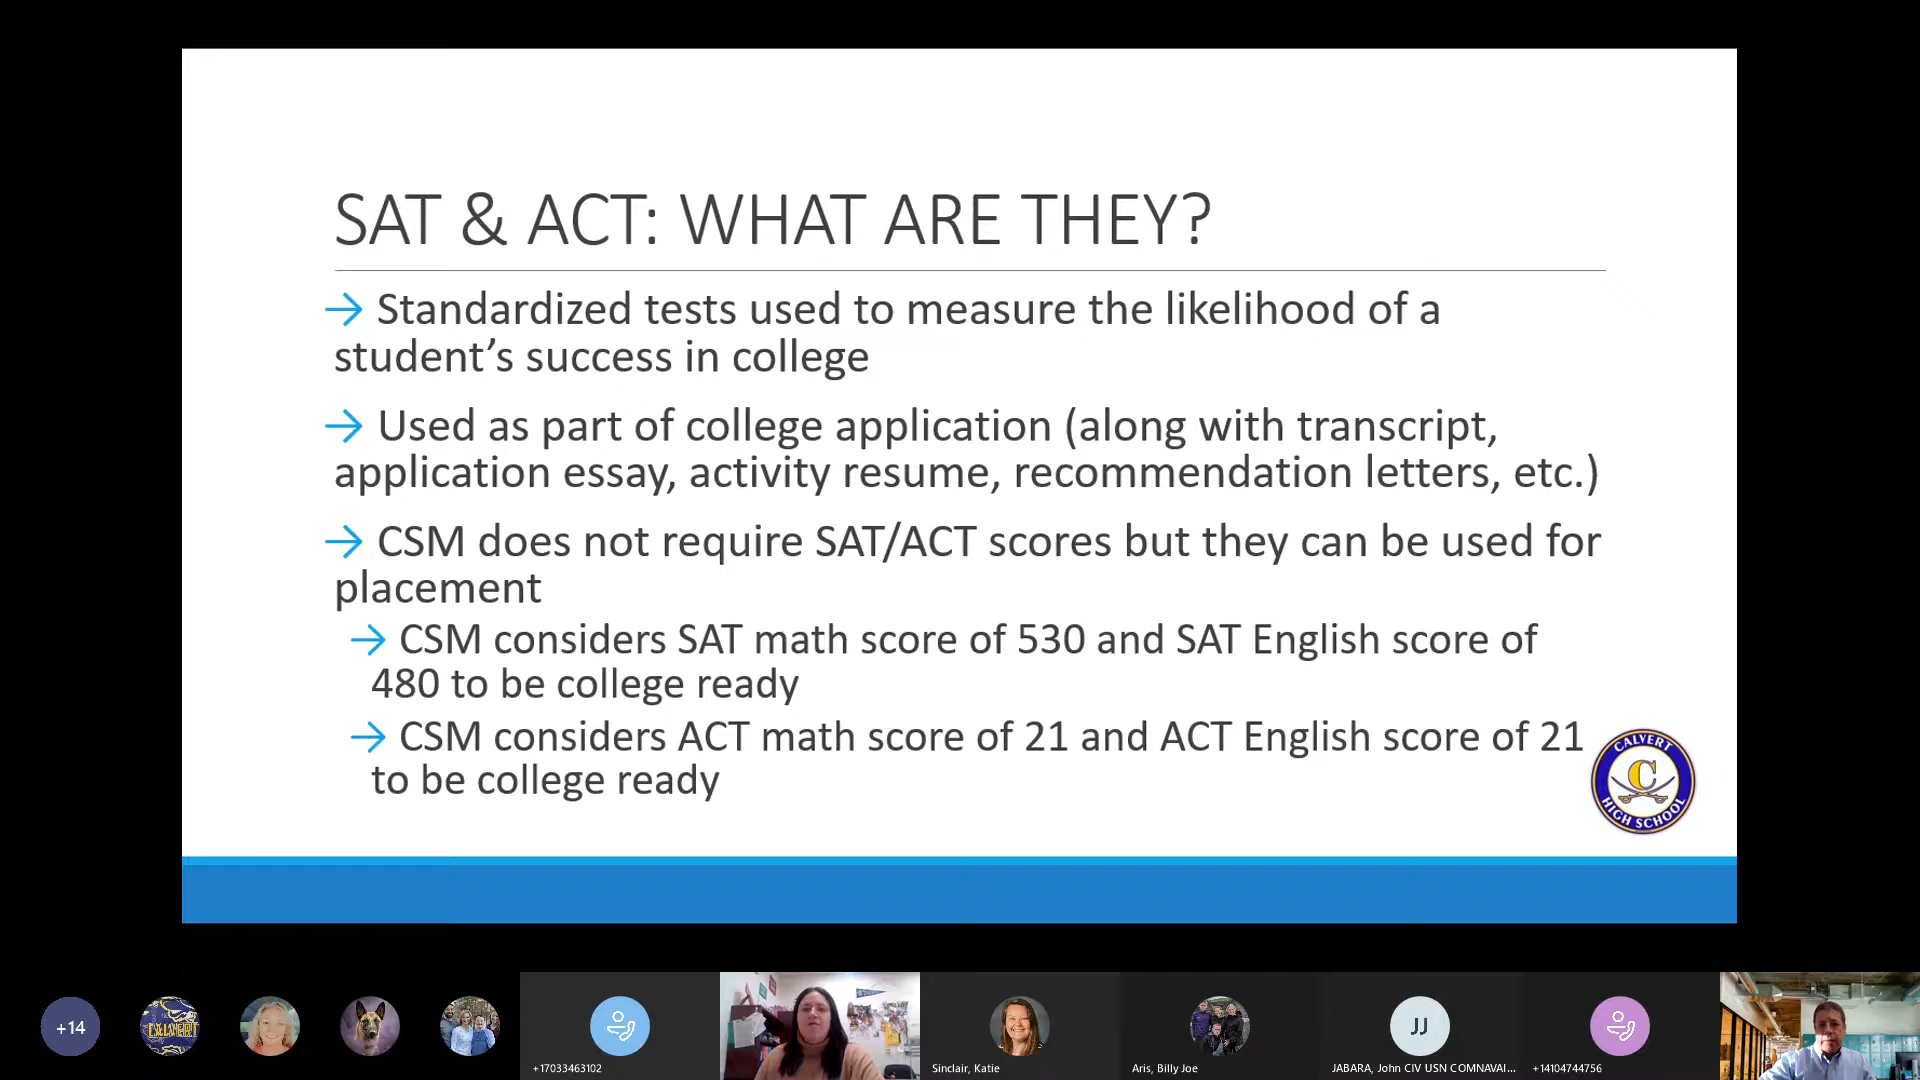 SAT & ACT: WHAT ARE THEY?
→ Standardized tests used to measure the likelihood of a
student’s success in college
→ Used as part of college application (along with transcript,
application essay, activity resume, recommendation letters, etc.)
→ CSM does not require SAT/ACT scores but they can be used for
placement
→ CSM considers SAT math score of 530 and SAT English score of
480 to be college ready
→ CSM considers ACT math score of 21 and ACT English score of 21
to be college ready
CALVERT
C
HIGH SCHOOL
+14
CALVERT
JJ
+17033463102
Sinclair, Katie
Aris, Billy Joe
JABARA, John CIV USN COMNAVAI...
+14104744756